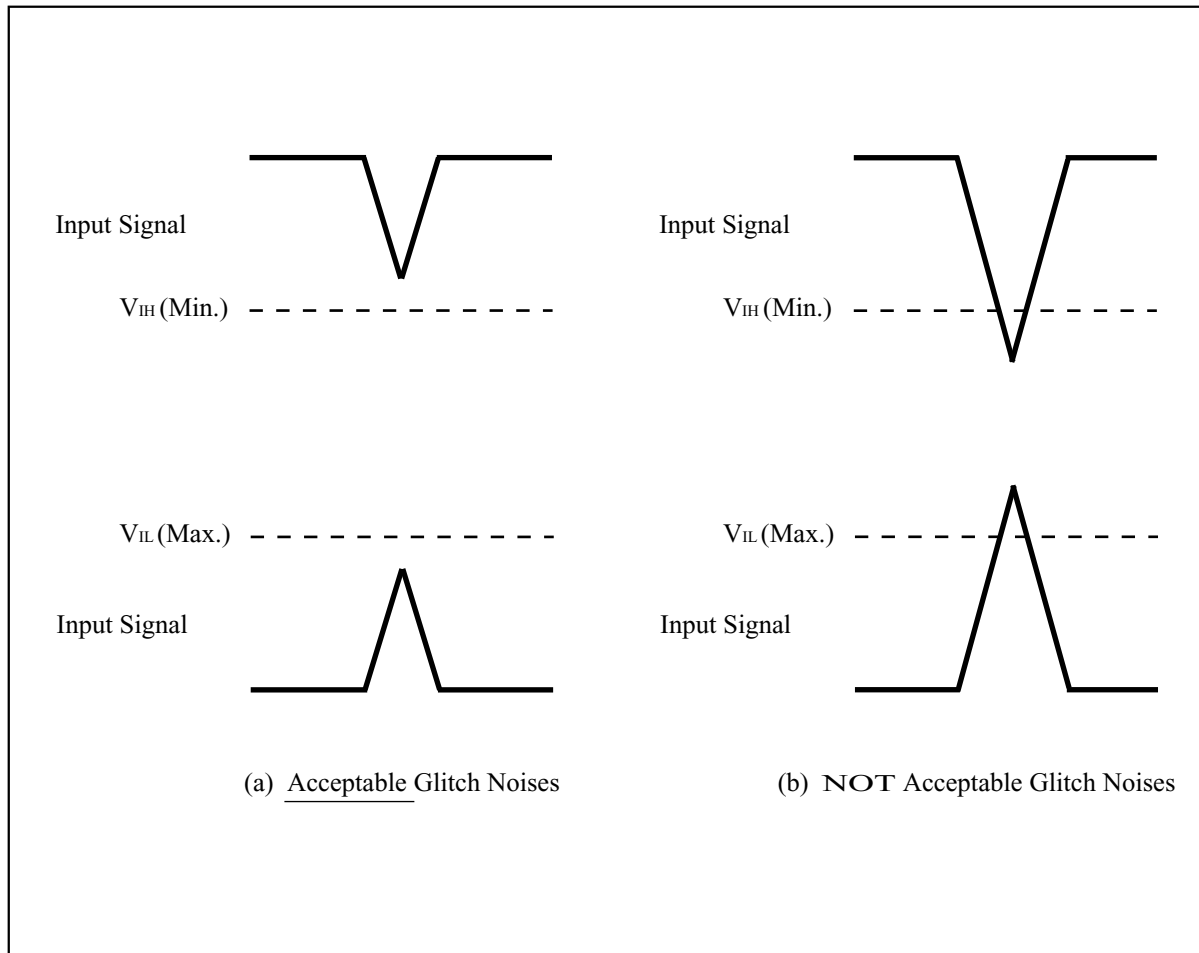 Input Signal
VIH (Min.)
VIL (Max.)
Input Signal
(a) Acceptable Glitch Noises
Input Signal
VIH (Min.)
VIL (Max.)
Input Signal
(b) NOT Acceptable Glitch Noises